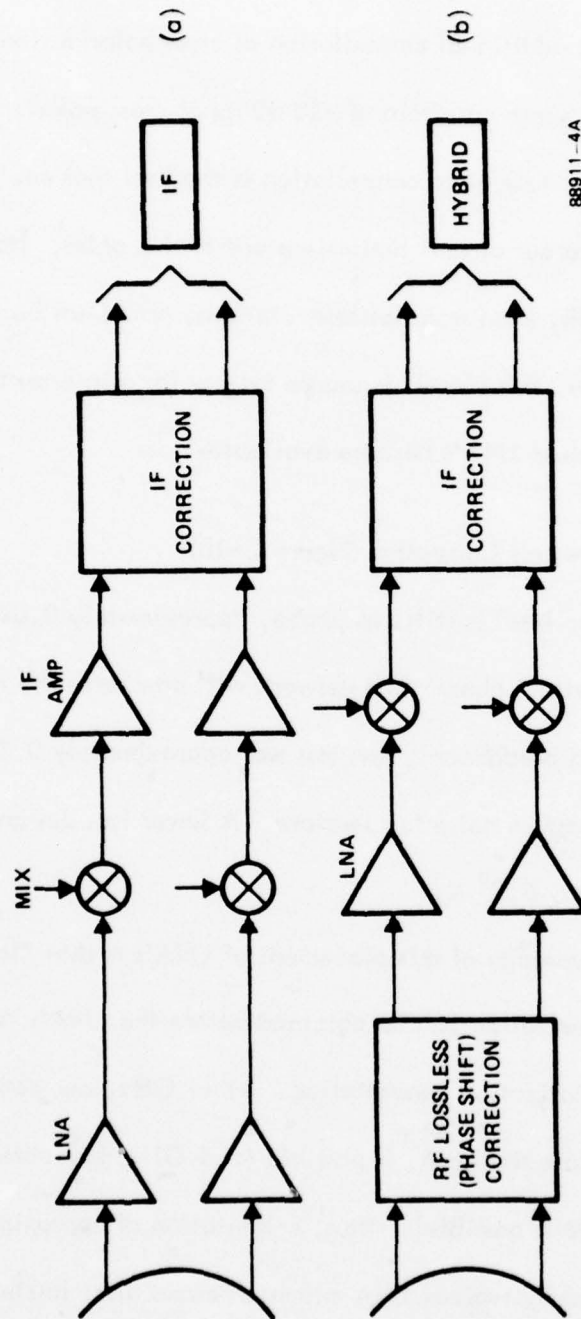 LNA
MIX
IF
AMP
IF
CORRECTION
IF
(a)
RF LOSSLESS
(PHASE SHIFT)
CORRECTION
LNA
IF
CORRECTION
HYBRID
(b)
88911-4A